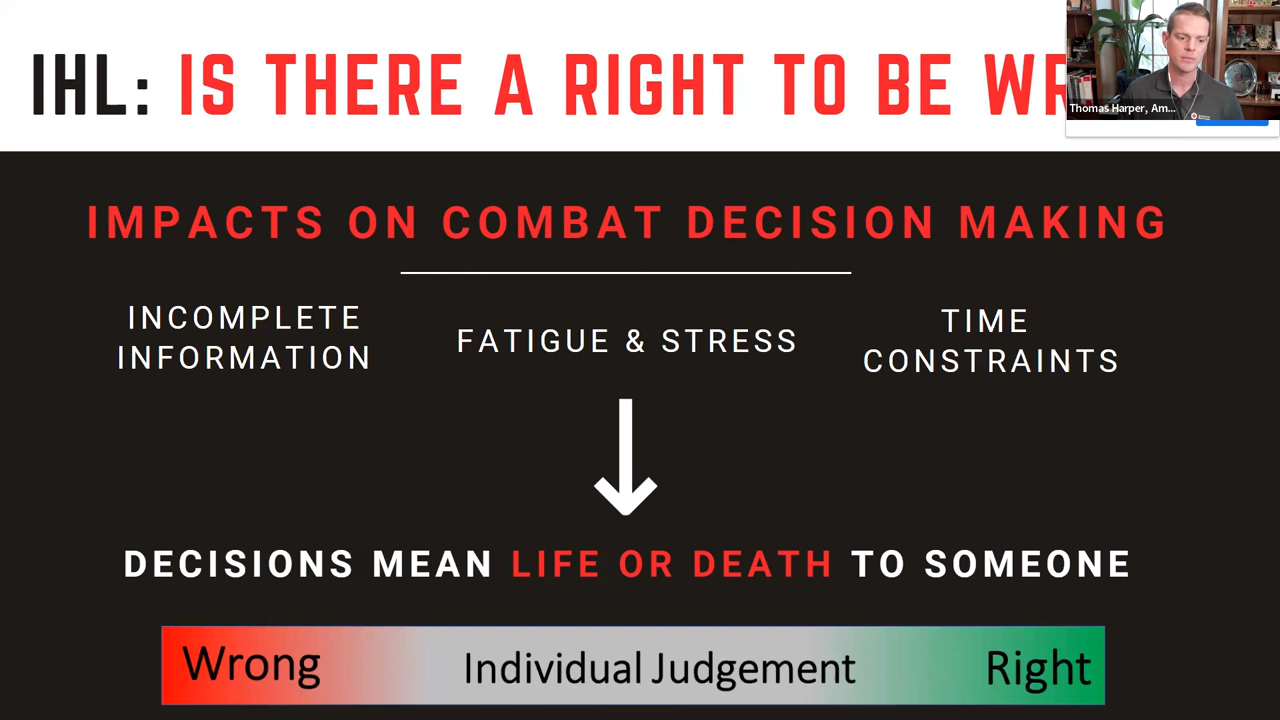 IHL: IS THERE A RIGHT TO BE WR
Thomas Harper, Am...
IMPACTS ON COMBAT DECISION MAKING
INCOMPLETE
INFORMATION
FATIGUE & STRESS
TIME
CONSTRAINTS
DECISIONS MEAN LIFE OR DEATH TO SOMEONE
Wrong Individual Judgement Right